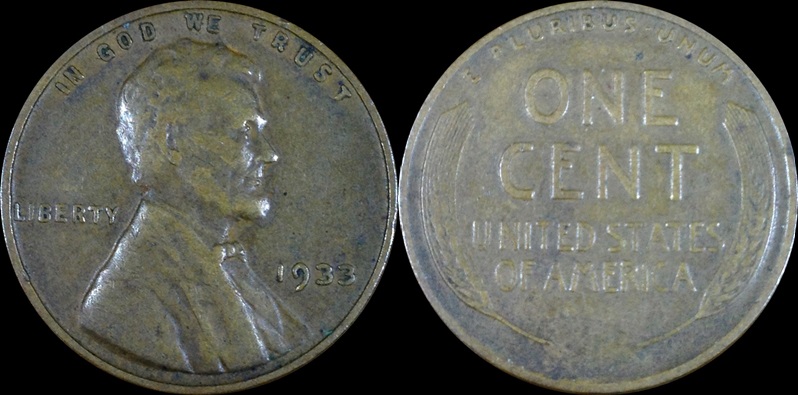 IN GOD WE TRUST
LIBERTY
1933
E PLURIBUS·UNUM
ONE
CENT
UNITED STATES
OF AMERICA